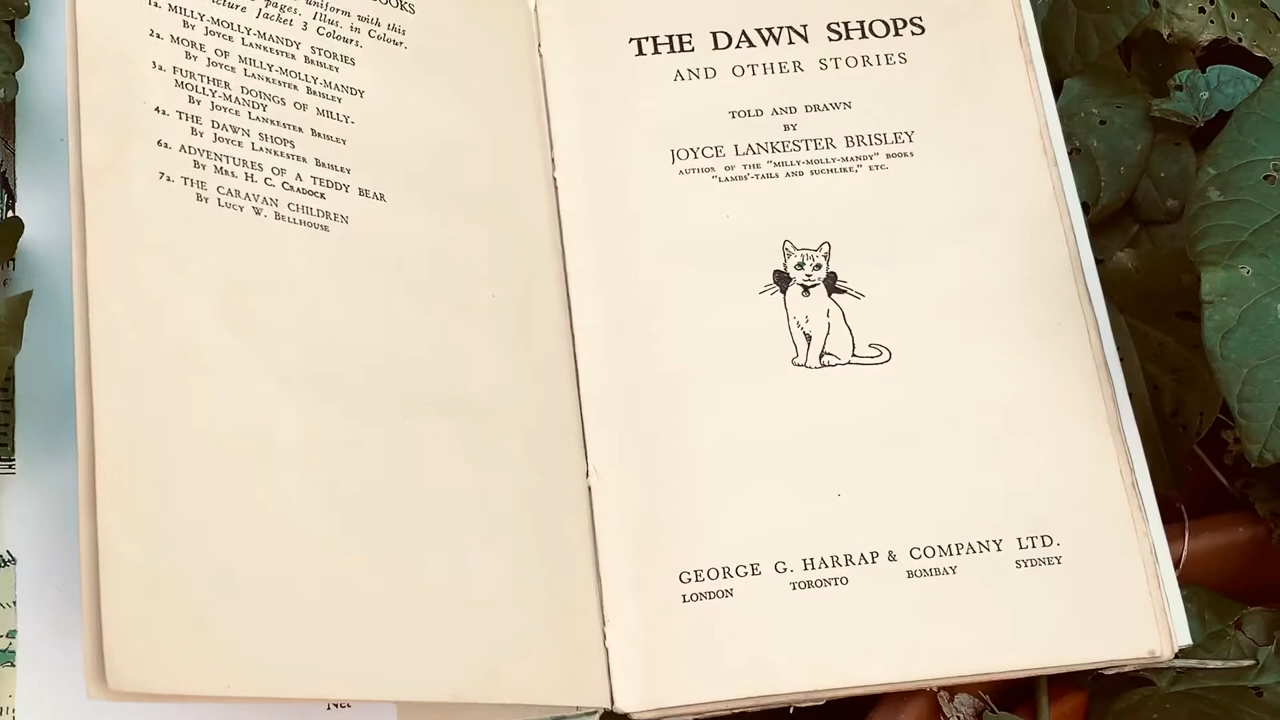 BOOKS
uniform with this
pages. Illus. in Colour.
Picture Jacket 3 Colours.
1a. MILLY-MOLLY-MANDY STORIES
By Joyce Lankester Brisley
2a. MORE OF MILLY-MOLLY-MANDY
By Joyce Lankester Brisley
3a. FURTHER DOINGS OF MILLY-
MOLLY-MANDY
By Joyce Lankester Brisley
4a. THE DAWN SHOPS
By Joyce Lankester Brisley
6a. ADVENTURES OF A TEDDY BEAR
By Mrs. H. C. Cradock
7a. THE CARAVAN CHILDREN
By Lucy W. Bellhouse
THE DAWN SHOPS
AND OTHER STORIES
TOLD AND DRAWN
BY
JOYCE LANKESTER BRISLEY
AUTHOR OF THE "MILLY-MOLLY-MANDY" BOOKS
"LAMBS'-TAILS AND SUCHLIKE," ETC.
GEORGE G. HARRAP & COMPANY LTD.
LONDON TORONTO BOMBAY SYDNEY
Net